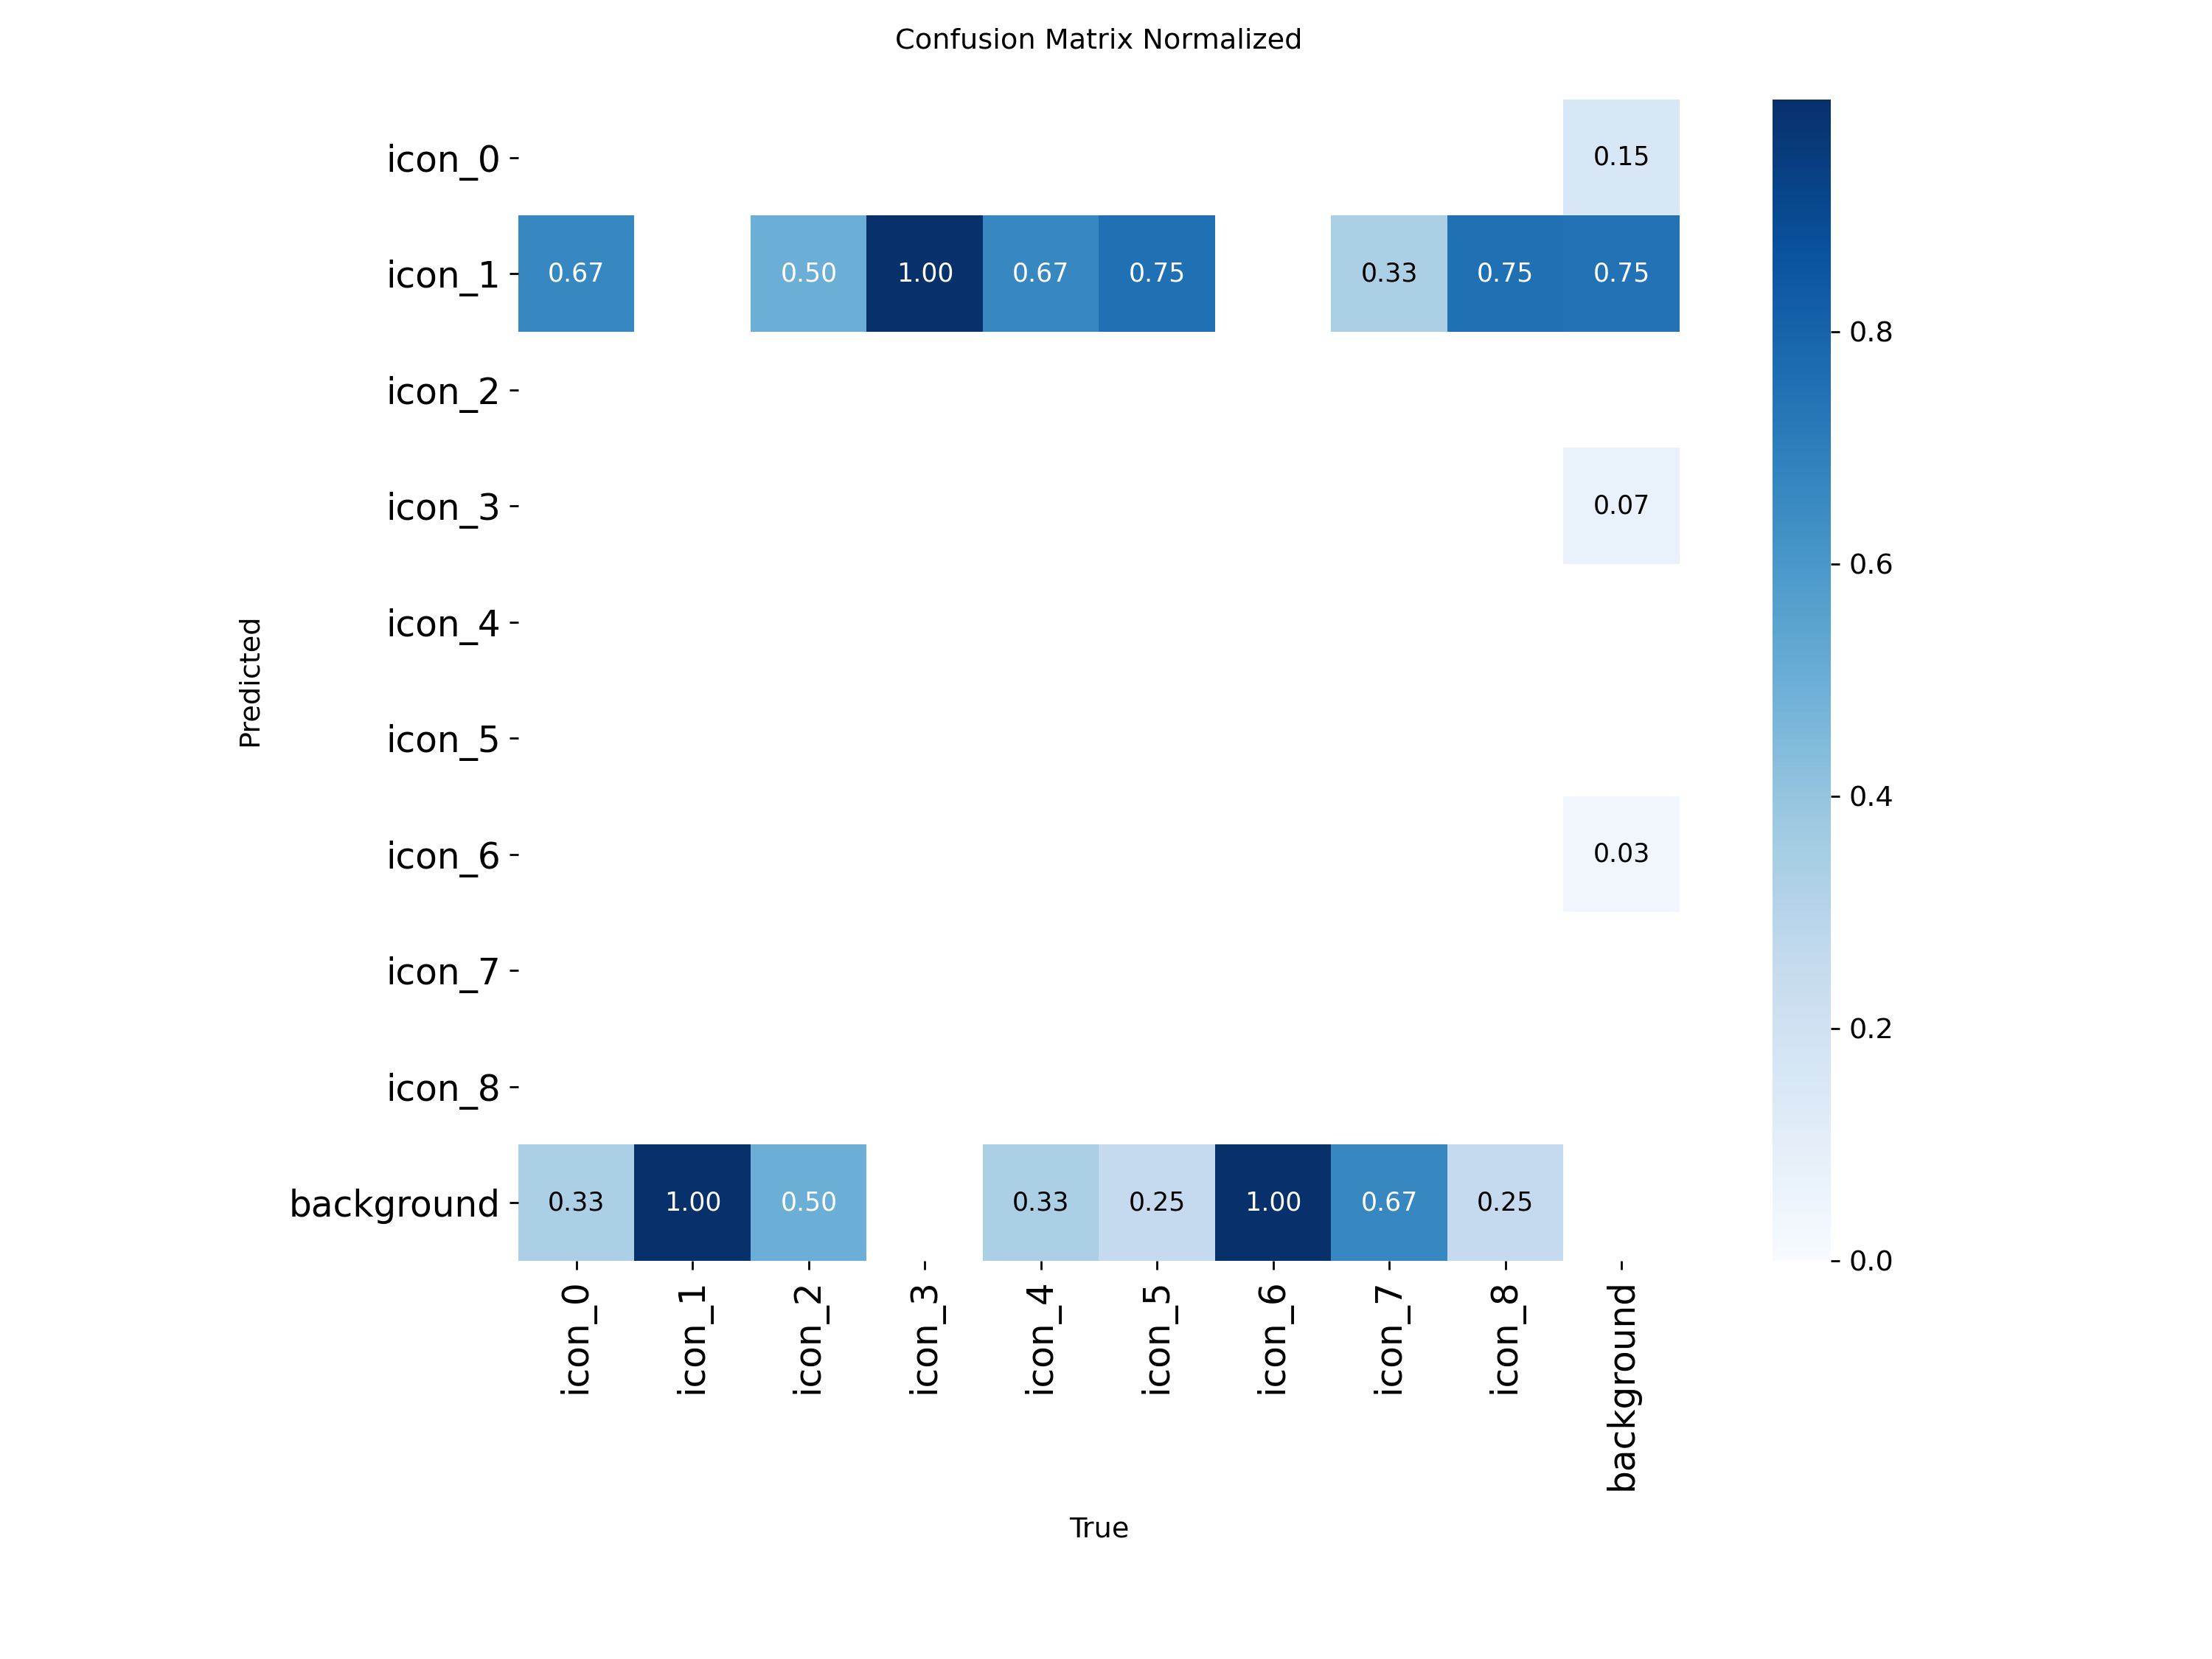 Confusion Matrix Normalized
icon_0 0.15
icon_1 0.67 0.50 1.00 0.67 0.75 0.33 0.75 0.75
icon_2
icon_3 0.07
icon_4
icon_5
icon_6 0.03
icon_7
icon_8
background 0.33 1.00 0.50 0.33 0.25 1.00 0.67 0.25
icon_0 icon_1 icon_2 icon_3 icon_4 icon_5 icon_6 icon_7 icon_8 background
True
Predicted
0.8
0.6
0.4
0.2
0.0